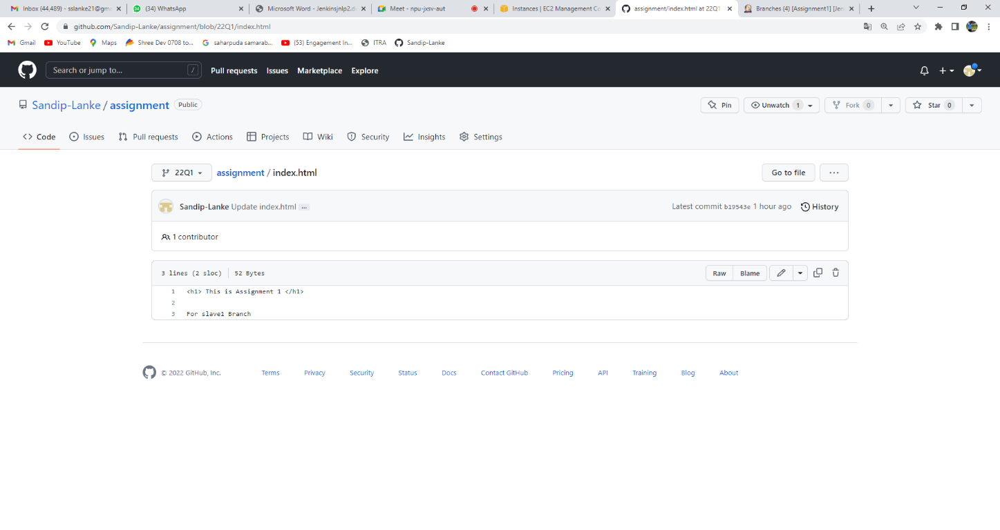 Inbox (44,489) - sslanke21@gma
(34) WhatsApp
Microsoft Word - Jenkinsjnlp2.d
Meet - npu-jxsv-aut
Instances | EC2 Management Co
assignment/index.html at 22Q1
Branches (4) [Assignment1] [Jen
github.com/Sandip-Lanke/assignment/blob/22Q1/index.html
Gmail YouTube Maps Shree Dev 0708 to... saharpuda samarab... (53) Engagement In... ITRA Sandip-Lanke
Search or jump to... / Pull requests Issues Marketplace Explore
Sandip-Lanke / assignment Public Pin Unwatch 1 Fork 0 Star 0
Code Issues Pull requests Actions Projects Wiki Security Insights Settings
22Q1 assignment / index.html Go to file ...
Sandip-Lanke Update index.html ... Latest commit b19543e 1 hour ago History
1 contributor
3 lines (2 sloc) 52 Bytes Raw Blame
1 <h1> This is Assignment 1 </h1>
2
3 For slave1 Branch
© 2022 GitHub, Inc. Terms Privacy Security Status Docs Contact GitHub Pricing API Training Blog About